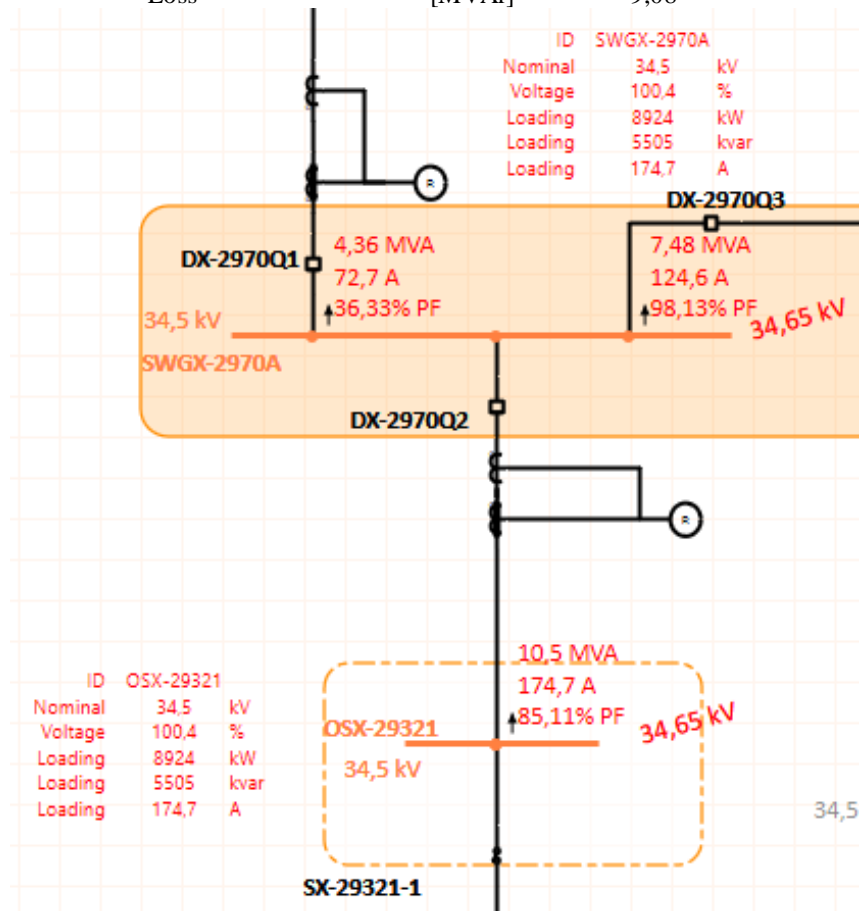 Loss [MVAr] 9,08
ID SWGX-2970A
Nominal 34,5 kV
Voltage 100,4 %
Loading 8924 kW
Loading 5505 kvar
Loading 174,7 A
DX-2970Q3
DX-2970Q1
4,36 MVA
72,7 A
36,33% PF
7,48 MVA
124,6 A
98,13% PF
34,5 kV
34,65 kV
SWGX-2970A
DX-2970Q2
R
R
10,5 MVA
174,7 A
85,11% PF
34,65 kV
ID OSX-29321
Nominal 34,5 kV
Voltage 100,4 %
Loading 8924 kW
Loading 5505 kvar
Loading 174,7 A
OSX-29321
34,5 kV
34,5
SX-29321-1